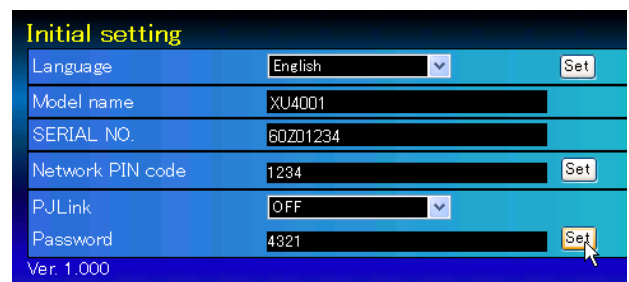 Initial setting
Language English Set
Model name XU4001
SERIAL NO. 60Z01234
Network PIN code 1234 Set
PJLink OFF
Password 4321 Set
Ver. 1.000